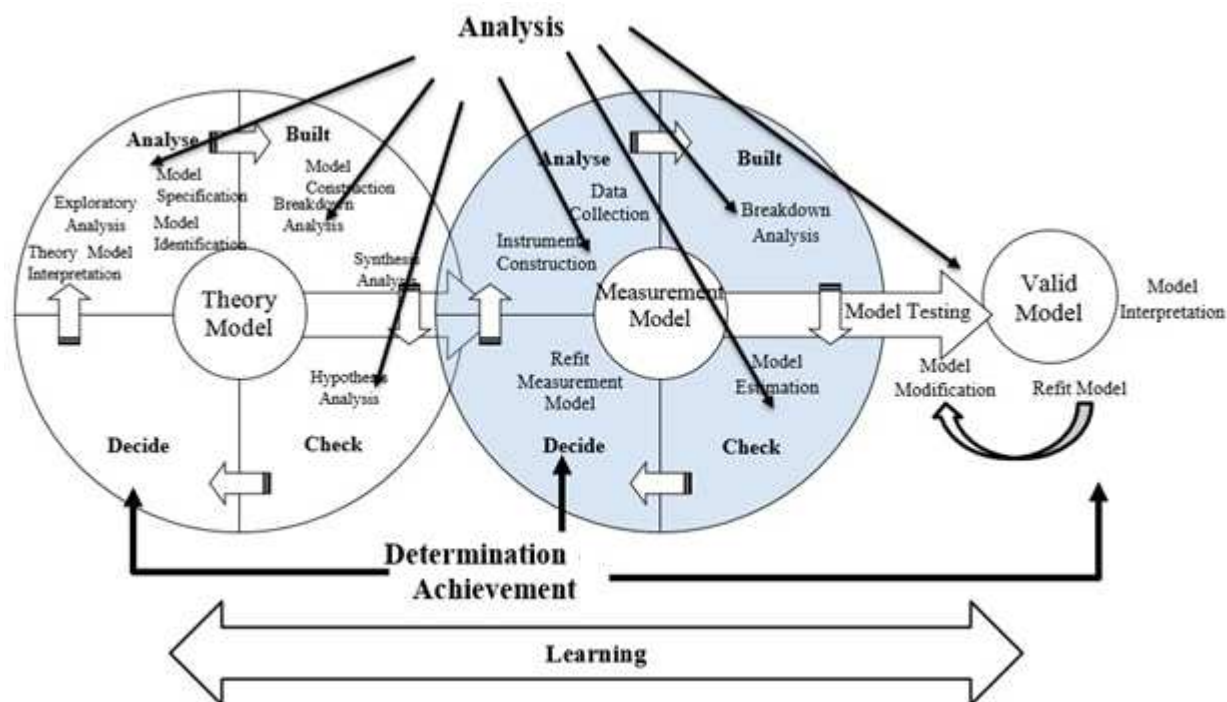 Analysis
Analyse
Built
Model
Specification
Exploratory
Analysis
Model
Identification
Theory Model
Interpretation
Model
Construction
Breakdown
Analysis
Synthesis
Analysis
Theory
Model
Hypothesis
Analysis
Decide
Check
Analyse
Built
Data
Collection
Instrument
Construction
Breakdown
Analysis
Measurement
Model
Model Testing
Refit
Measurement
Model
Model
Estimation
Decide
Check
Valid
Model
Model
Interpretation
Model
Modification
Refit Model
Determination
Achievement
Learning